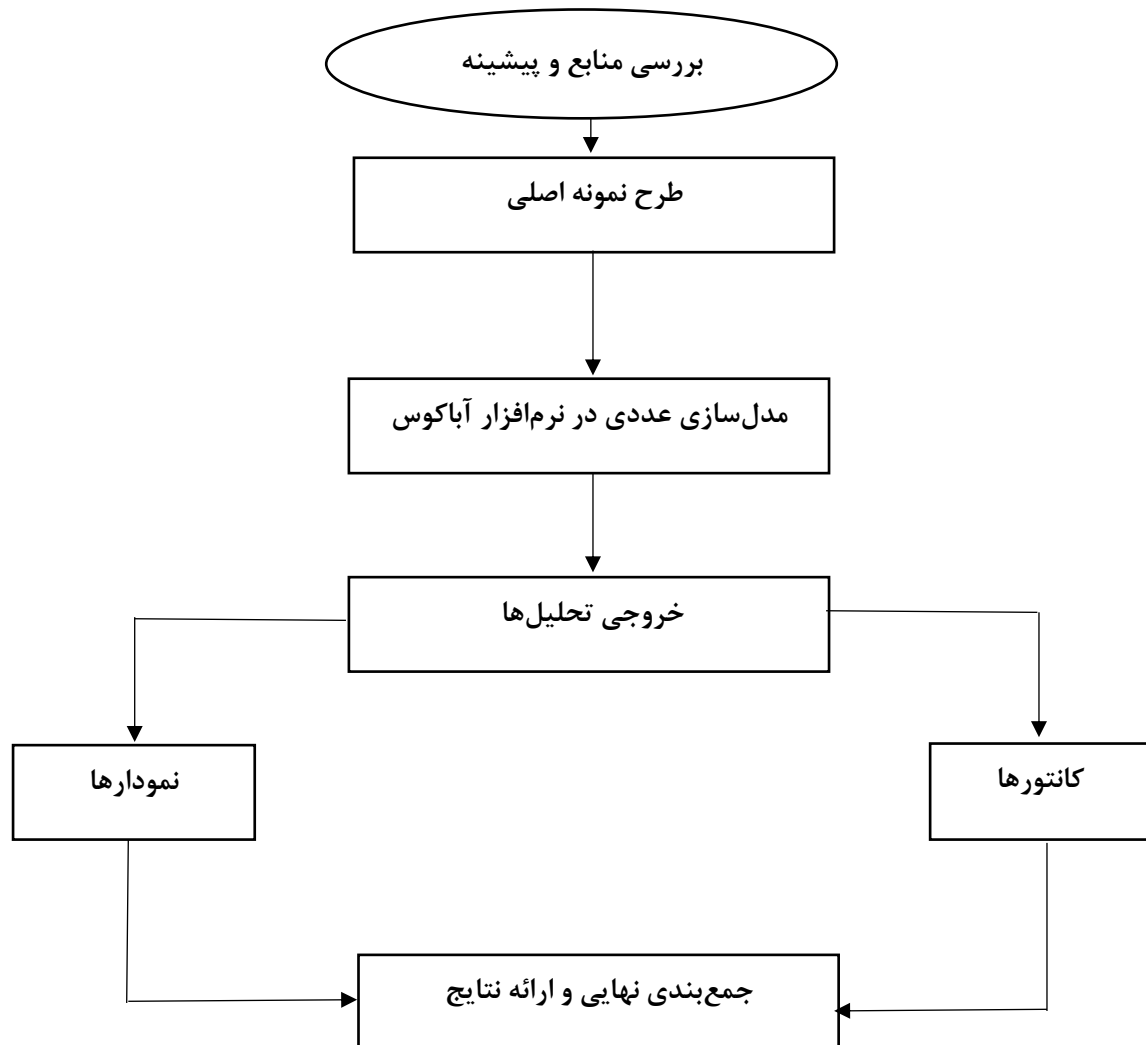 بررسی منابع و پیشینه
طرح نمونه اصلی
مدل‌سازی عددی در نرم‌افزار آباکوس
خروجی تحلیل‌ها
کانتورها
نمودارها
جمع‌بندی نهایی و ارائه نتایج